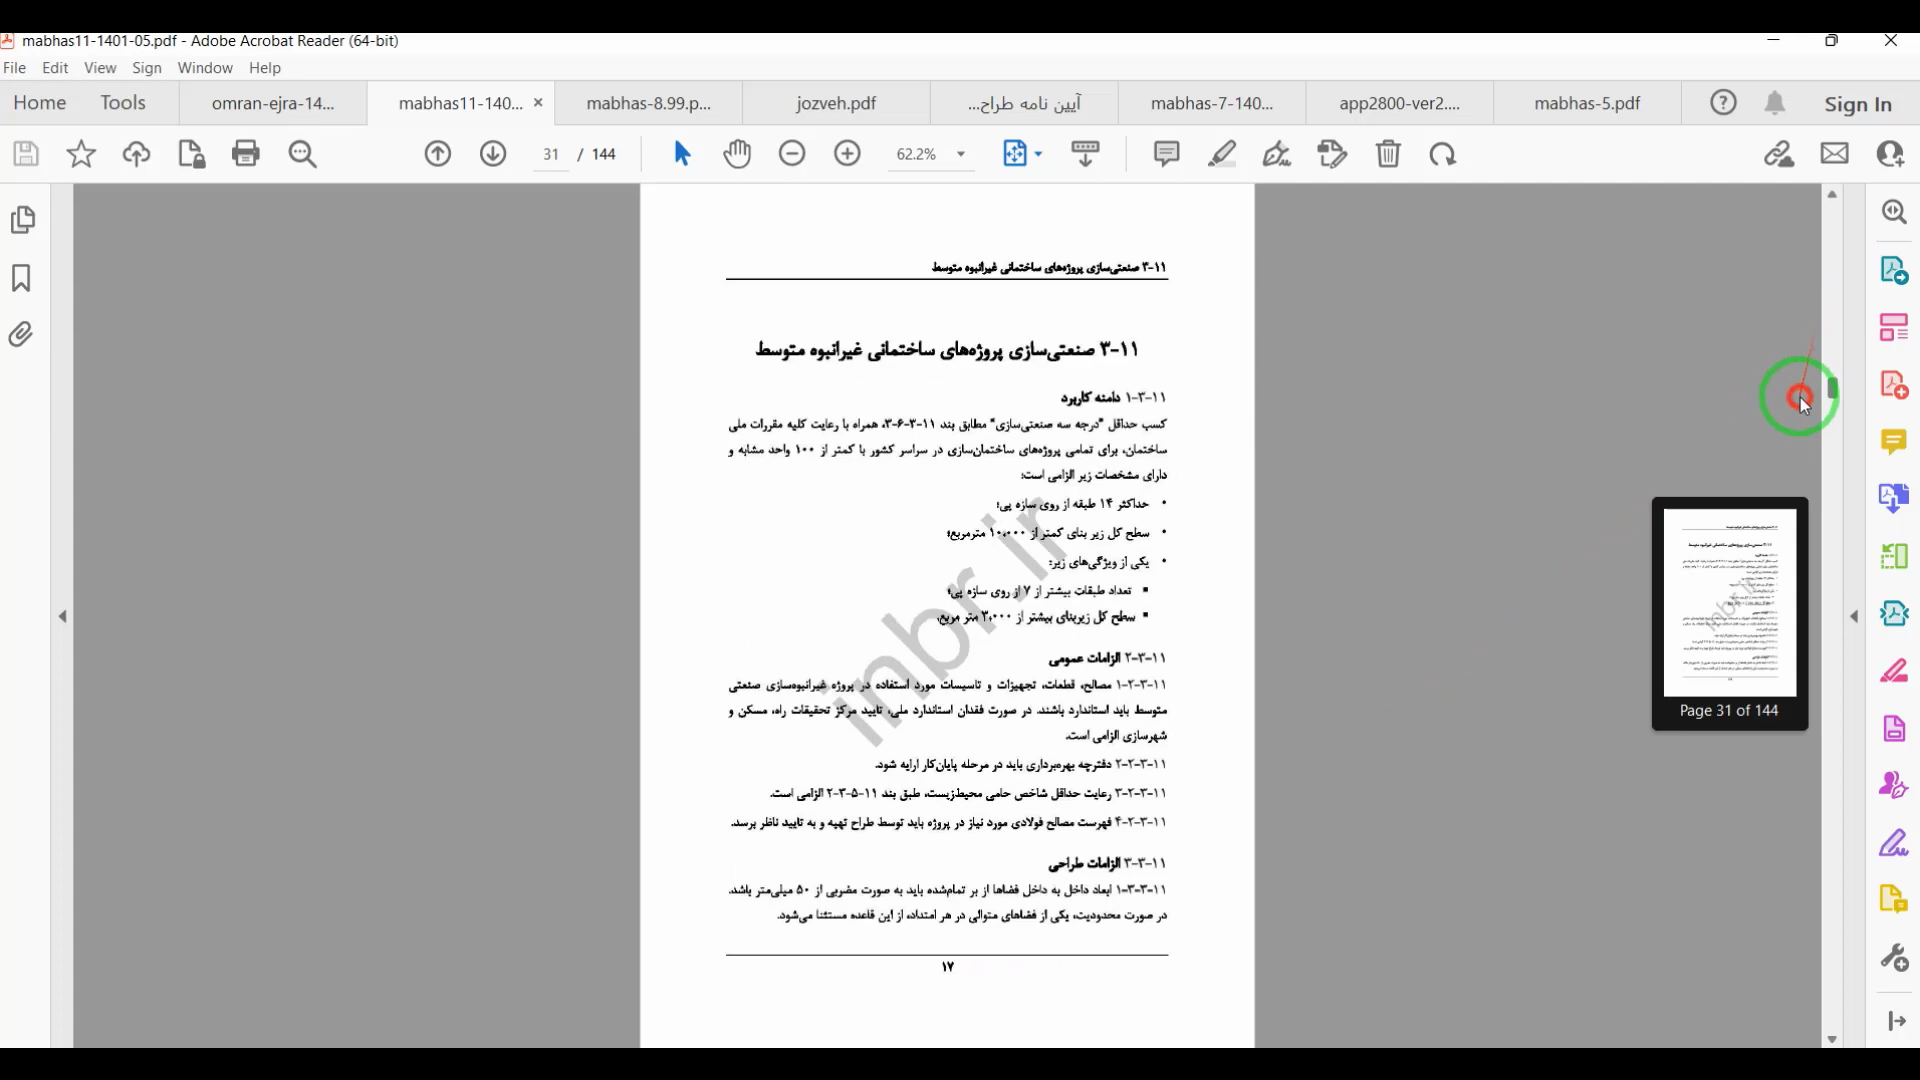 mabhas11-1401-05.pdf - Adobe Acrobat Reader (64-bit)
File Edit View Sign Window Help
Home Tools omran-ejra-14... mabhas11-140... × mabhas-8.99.p... jozveh.pdf آیین نامه طراح... mabhas-7-140... app2800-ver2.... mabhas-5.pdf Sign In
31 / 144 62.2%
۱۱-۳ صنعتی‌سازی پروژه‌های ساختمانی غیرانبوه متوسط
۱۱-۳ صنعتی‌سازی پروژه‌های ساختمانی غیرانبوه متوسط
۱۱-۳-۱ دامنه کاربرد
کسب حداقل "درجه سه صنعتی‌سازی" مطابق بند ۱۱-۳-۶-۳، همراه با رعایت کلیه مقررات ملی
ساختمان، برای تمامی پروژه‌های ساختمان‌سازی در سراسر کشور با کمتر از ۱۰۰ واحد مشابه و
دارای مشخصات زیر الزامی است:
• حداکثر ۱۴ طبقه از روی سازه پی؛
• سطح کل زیر بنای کمتر از ۱۰،۰۰۰ مترمربع؛
• یکی از ویژگی‌های زیر:
▪ تعداد طبقات بیشتر از ۷ از روی سازه پی؛
▪ سطح کل زیربنای بیشتر از ۳،۰۰۰ متر مربع.
۱۱-۳-۲ الزامات عمومی
۱۱-۳-۲-۱ مصالح، قطعات، تجهیزات و تاسیسات مورد استفاده در پروژه غیرانبوه‌سازی صنعتی
متوسط باید استاندارد باشند. در صورت فقدان استاندارد ملی، تایید مرکز تحقیقات راه، مسکن و
شهرسازی الزامی است.
۱۱-۳-۲-۲ دفترچه بهره‌برداری باید در مرحله پایان‌کار ارایه شود.
۱۱-۳-۲-۳ رعایت حداقل شاخص حامی محیط‌زیست، طبق بند ۱۱-۵-۳-۲ الزامی است.
۱۱-۳-۲-۴ فهرست مصالح فولادی مورد نیاز در پروژه باید توسط طراح تهیه و به تایید ناظر برسد.
۱۱-۳-۳ الزامات طراحی
۱۱-۳-۳-۱ ابعاد داخل به داخل فضاها از بر تمام‌شده باید به صورت مضربی از ۵۰ میلی‌متر باشد.
در صورت محدودیت، یکی از فضاهای متوالی در هر امتداد، از این قاعده مستثنا می‌شود.
۱۷
inbr.ir
Page 31 of 144